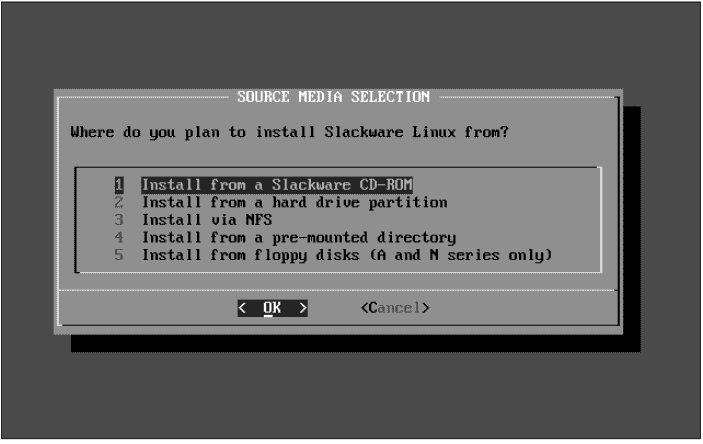 SOURCE MEDIA SELECTION
Where do you plan to install Slackware Linux from?
1 Install from a Slackware CD-ROM
2 Install from a hard drive partition
3 Install via NFS
4 Install from a pre-mounted directory
5 Install from floppy disks (A and N series only)
< OK > <Cancel>